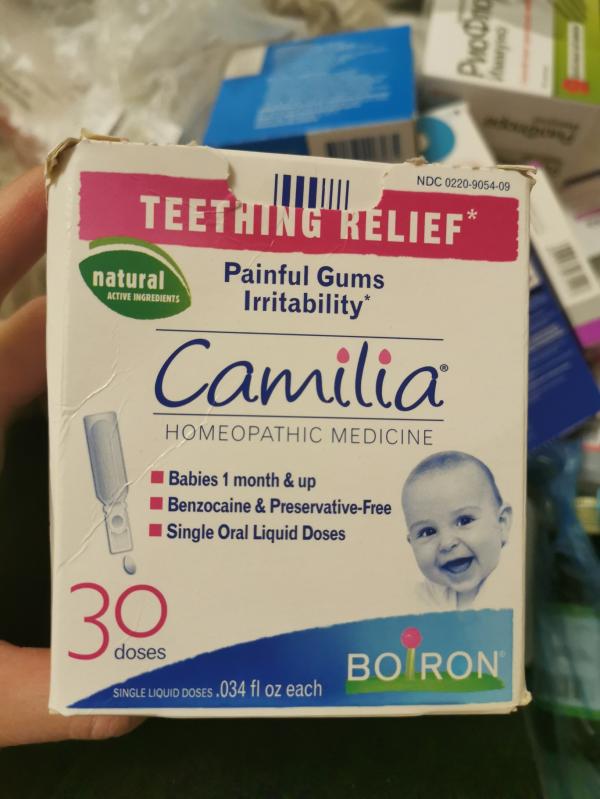 NDC 0220-9054-09
TEETHING RELIEF*
natural
ACTIVE INGREDIENTS
Painful Gums
Irritability*
Camilia®
HOMEOPATHIC MEDICINE
Babies 1 month & up
Benzocaine & Preservative-Free
Single Oral Liquid Doses
30
doses
SINGLE LIQUID DOSES .034 fl oz each
BOIRON®